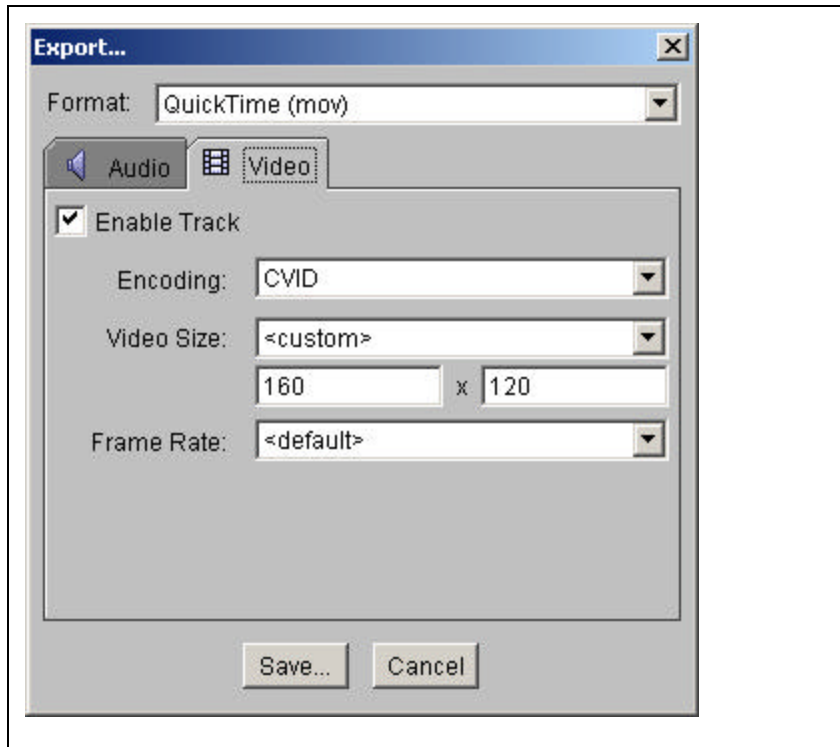 Export...
Format: QuickTime (mov)
Audio Video
Enable Track
Encoding: CVID
Video Size: <custom>
160 x 120
Frame Rate: <default>
Save... Cancel